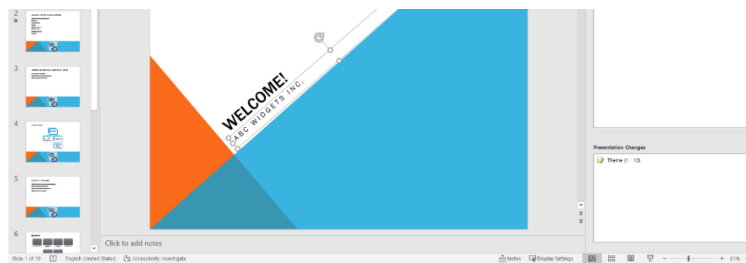 2
3
4
5
6
WELCOME!
ABC WIDGETS INC.
Click to add notes
Presentation Changes
Theme (1 - 10)
Slide 1 of 10 English (United States) Accessibility: Investigate Notes Display Settings 81%